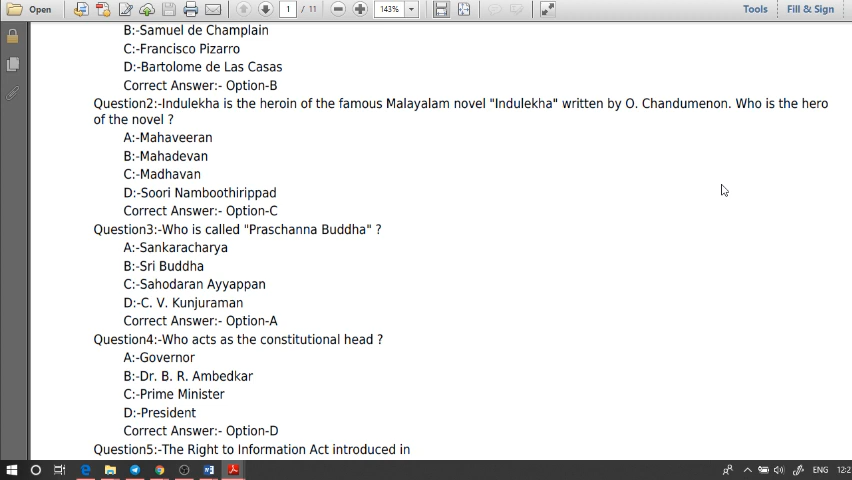 Open
1 / 11
143%
Tools
Fill & Sign
B:-Samuel de Champlain
C:-Francisco Pizarro
D:-Bartolome de Las Casas
Correct Answer:- Option-B
Question2:-Indulekha is the heroin of the famous Malayalam novel "Indulekha" written by O. Chandumenon. Who is the hero
of the novel ?
A:-Mahaveeran
B:-Mahadevan
C:-Madhavan
D:-Soori Namboothirippad
Correct Answer:- Option-C
Question3:-Who is called "Praschanna Buddha" ?
A:-Sankaracharya
B:-Sri Buddha
C:-Sahodaran Ayyappan
D:-C. V. Kunjuraman
Correct Answer:- Option-A
Question4:-Who acts as the constitutional head ?
A:-Governor
B:-Dr. B. R. Ambedkar
C:-Prime Minister
D:-President
Correct Answer:- Option-D
Question5:-The Right to Information Act introduced in
ENG
12:2